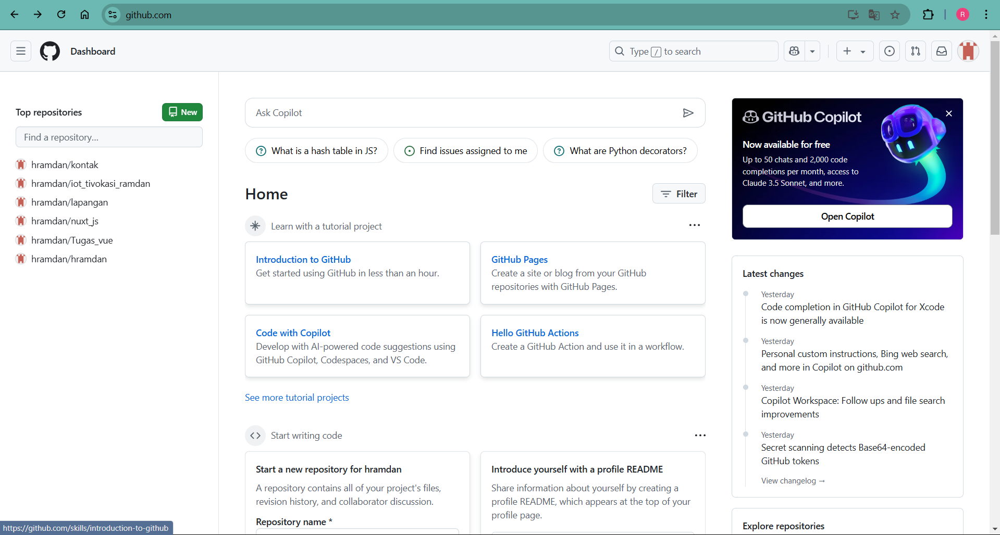 github.com
R
Dashboard
Type / to search
Top repositories
New
Find a repository...
hramdan/kontak
hramdan/iot_tivokasi_ramdan
hramdan/lapangan
hramdan/nuxt_js
hramdan/Tugas_vue
hramdan/hramdan
Ask Copilot
What is a hash table in JS?
Find issues assigned to me
What are Python decorators?
Home
Filter
Learn with a tutorial project
Introduction to GitHub
Get started using GitHub in less than an hour.
GitHub Pages
Create a site or blog from your GitHub
repositories with GitHub Pages.
Code with Copilot
Develop with AI-powered code suggestions using
GitHub Copilot, Codespaces, and VS Code.
Hello GitHub Actions
Create a GitHub Action and use it in a workflow.
See more tutorial projects
Start writing code
Start a new repository for hramdan
A repository contains all of your project's files,
revision history, and collaborator discussion.
Repository name *
Introduce yourself with a profile README
Share information about yourself by creating a
profile README, which appears at the top of your
profile page.
GitHub Copilot
Now available for free
Up to 50 chats and 2,000 code
completions per month, access to
Claude 3.5 Sonnet, and more.
Open Copilot
Latest changes
Yesterday
Code completion in GitHub Copilot for Xcode
is now generally available
Yesterday
Personal custom instructions, Bing web search,
and more in Copilot on github.com
Yesterday
Copilot Workspace: Follow ups and file search
improvements
Yesterday
Secret scanning detects Base64-encoded
GitHub tokens
View changelog →
Explore repositories
https://github.com/skills/introduction-to-github